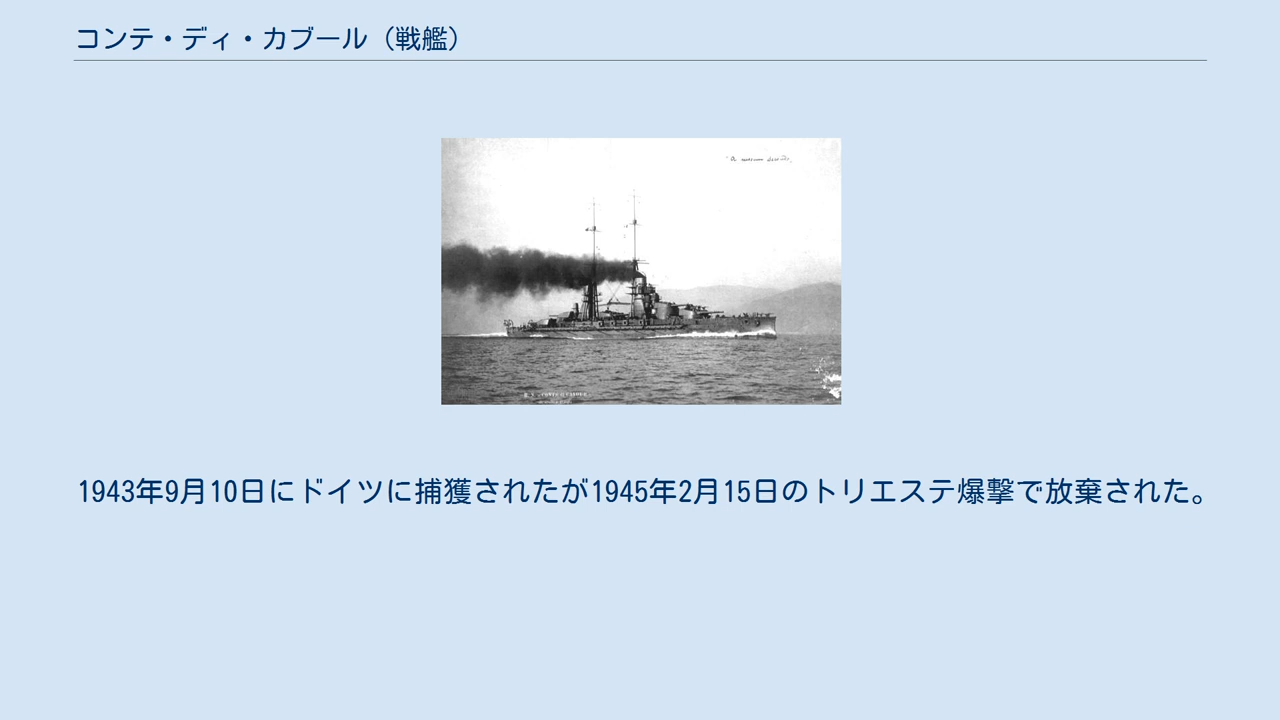 コンテ・ディ・カブール（戦艦）
1943年9月10日にドイツに捕獲されたが1945年2月15日のトリエステ爆撃で放棄された。